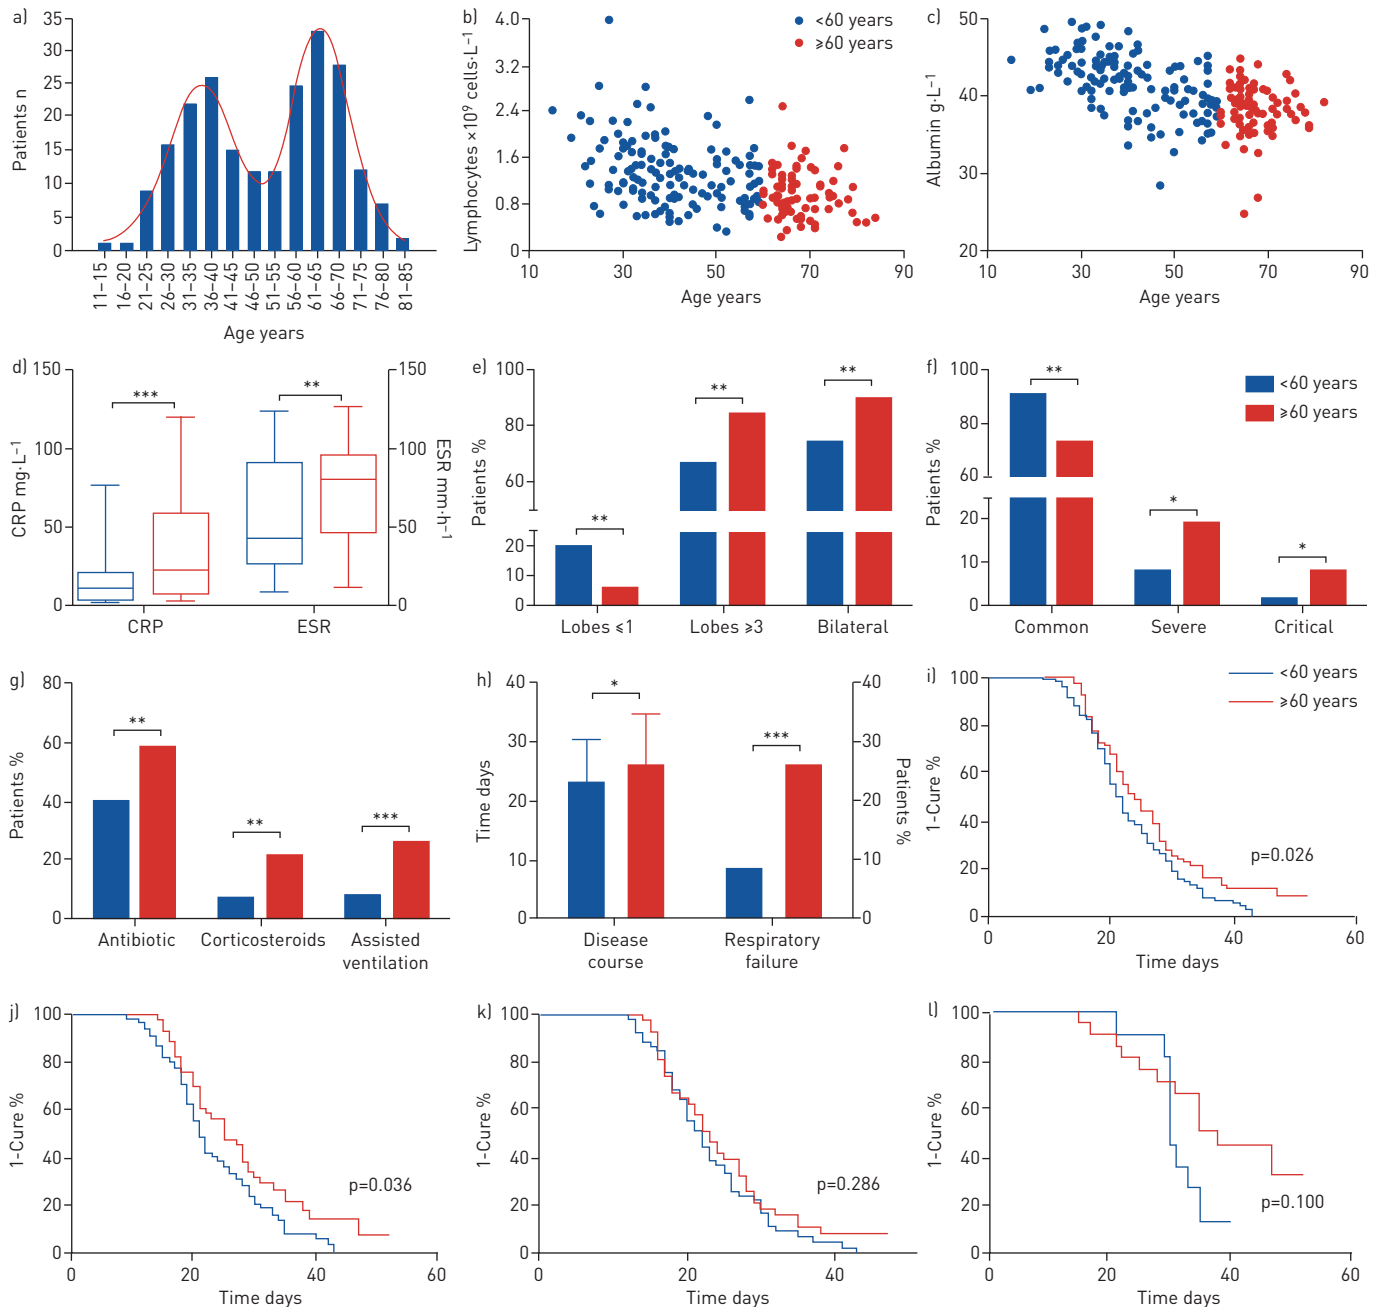 a)
35
30
25
20
15
10
5
0
Patients n
11–15
16–20
21–25
26–30
31–35
36–40
41–45
46–50
51–55
56–60
61–65
66–70
71–75
76–80
81–85
Age years
b)
4.0
3.2
2.4
1.6
0.8
0
Lymphocytes ×10⁹ cells·L⁻¹
<60 years
≥60 years
10 30 50 70 90
Age years
c)
50
40
30
20
Albumin g·L⁻¹
10 30 50 70 90
Age years
d)
150
100
50
0
CRP mg·L⁻¹
***
**
150
100
50
0
ESR mm·h⁻¹
CRP ESR
e)
100
80
60
20
10
0
Patients %
**
**
**
Lobes ≤1 Lobes ≥3 Bilateral
f)
100
80
60
20
10
0
Patients %
**
*
*
<60 years
≥60 years
Common Severe Critical
g)
80
60
40
20
0
Patients %
**
**
***
Antibiotic Corticosteroids Assisted
ventilation
h)
40
30
20
10
0
Time days
*
***
40
30
20
10
0
Patients %
Disease Respiratory
course failure
i)
100
80
60
40
20
0
1-Cure %
<60 years
≥60 years
p=0.026
0 20 40 60
Time days
j)
100
80
60
40
20
0
1-Cure %
p=0.036
0 20 40 60
Time days
k)
100
80
60
40
20
0
1-Cure %
p=0.286
0 20 40
Time days
l)
100
80
60
40
20
0
1-Cure %
p=0.100
0 20 40 60
Time days